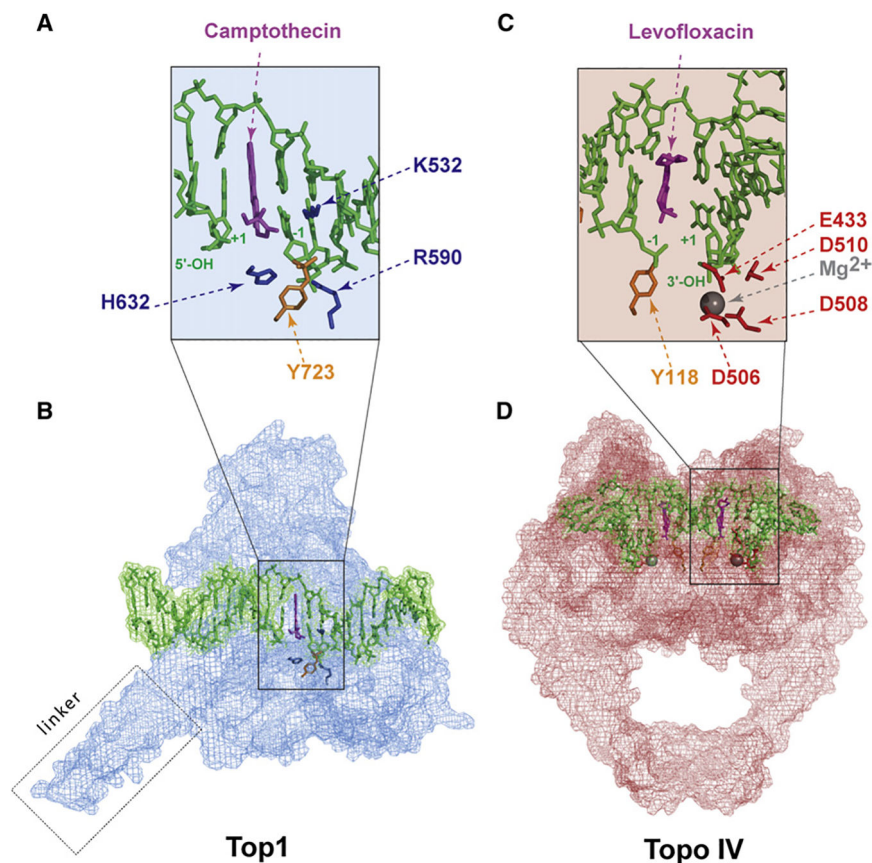 A
Camptothecin
K532
+1
-1
5'-OH
R590
H632
Y723
B
linker
Top1
C
Levofloxacin
E433
-1
+1
D510
3'-OH
Mg2+
D508
Y118
D506
D
Topo IV